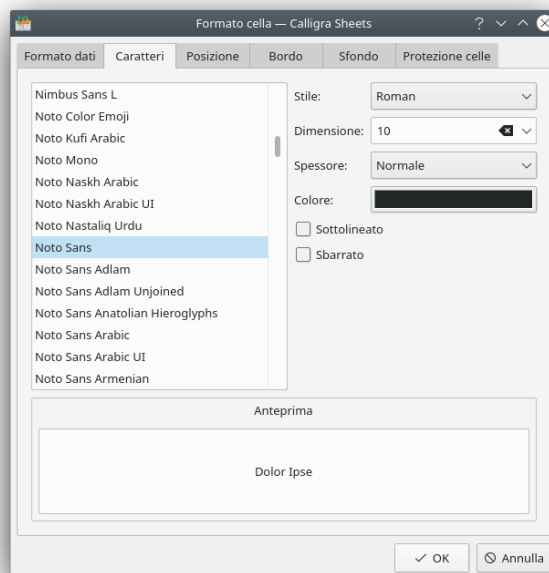 Formato cella — Calligra Sheets
Formato dati Caratteri Posizione Bordo Sfondo Protezione celle
Nimbus Sans L
Noto Color Emoji
Noto Kufi Arabic
Noto Mono
Noto Naskh Arabic
Noto Naskh Arabic UI
Noto Nastaliq Urdu
Noto Sans
Noto Sans Adlam
Noto Sans Adlam Unjoined
Noto Sans Anatolian Hieroglyphs
Noto Sans Arabic
Noto Sans Arabic UI
Noto Sans Armenian
Stile: Roman
Dimensione: 10
Spessore: Normale
Colore:
Sottolineato
Sbarrato
Anteprima
Dolor Ipse
OK Annulla